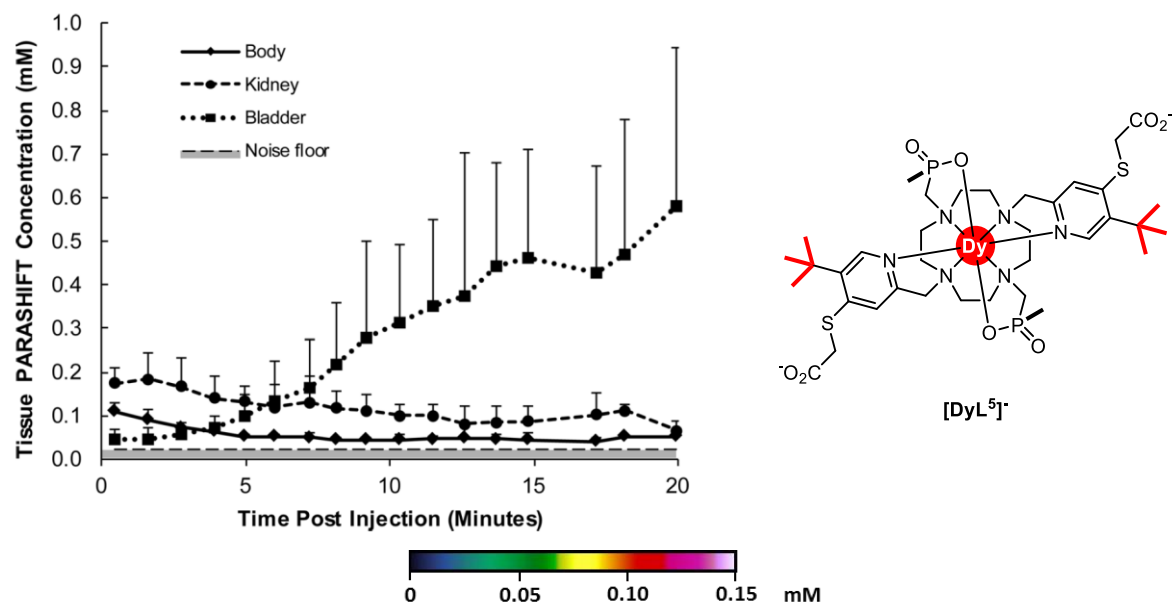 Tissue PARASHIFT Concentration (mM)
1.0
0.9
0.8
0.7
0.6
0.5
0.4
0.3
0.2
0.1
0.0
Body
Kidney
Bladder
Noise floor
0 5 10 15 20
Time Post Injection (Minutes)
0 0.05 0.10 0.15 mM
CO₂⁻
S
O
P O
N N
N
Dy
N
N N
O P
O
S
⁻O₂C
[DyL⁵]⁻